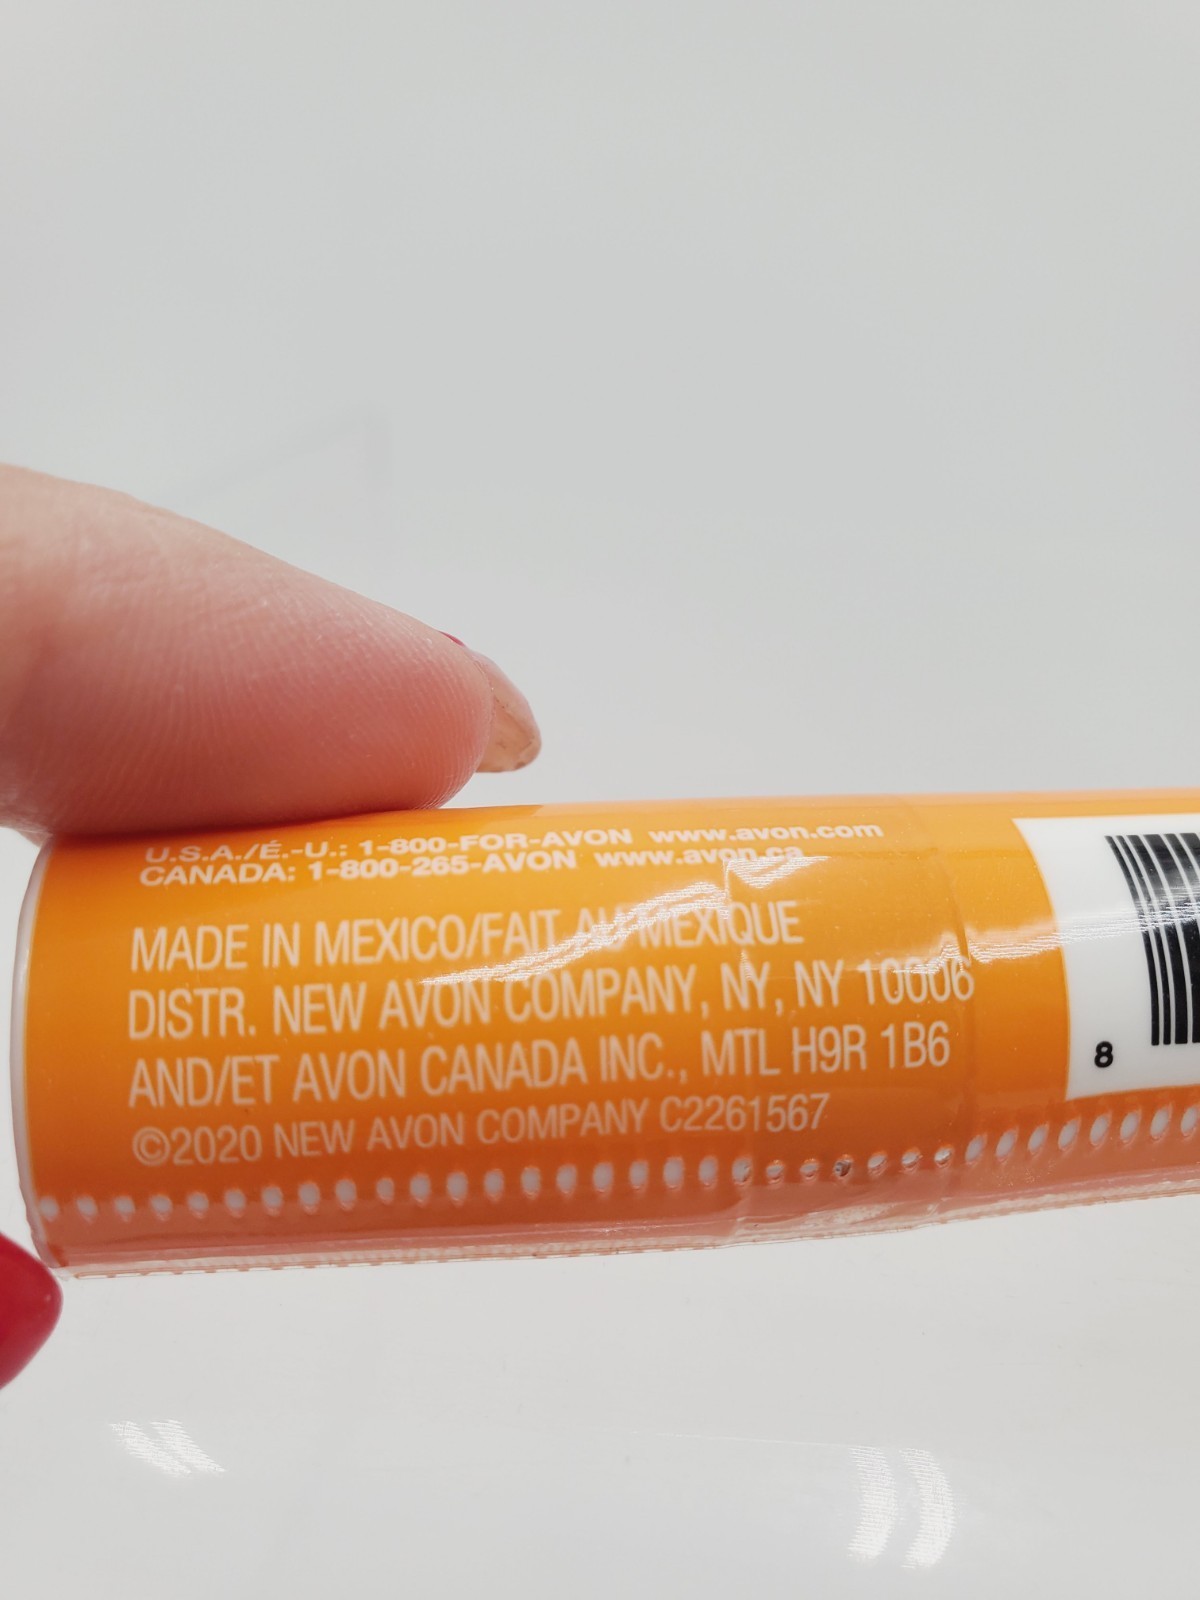 U.S.A./É.-U.: 1-800-FOR-AVON www.avon.com
CANADA: 1-800-265-AVON www.avon.ca
MADE IN MEXICO/FAIT AU MEXIQUE
DISTR. NEW AVON COMPANY, NY, NY 10006
AND/ET AVON CANADA INC., MTL H9R 1B6
©2020 NEW AVON COMPANY C2261567
8